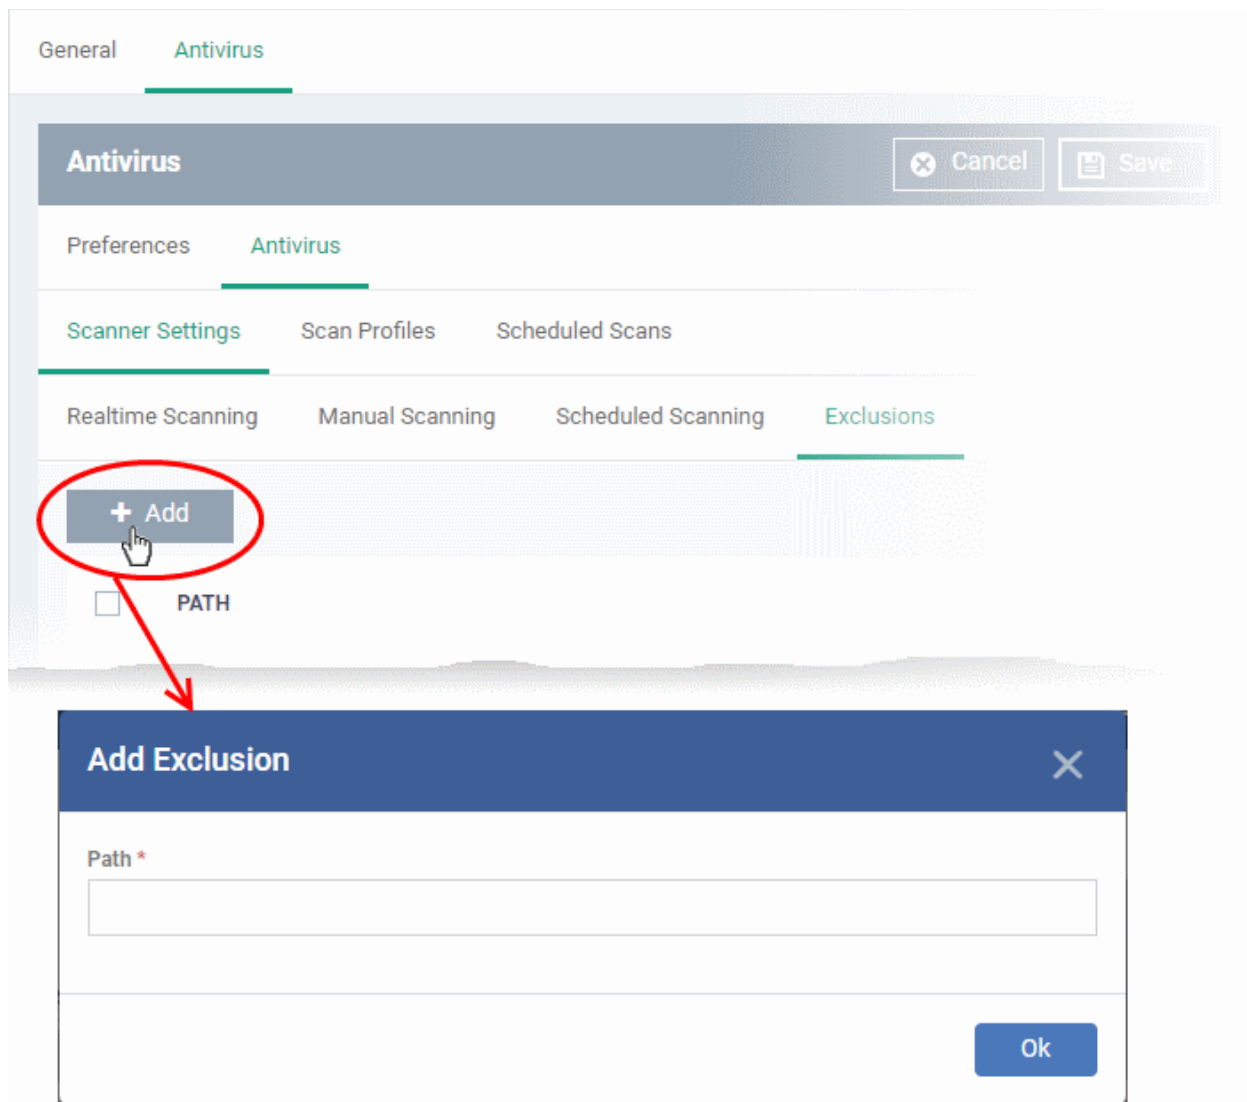 General Antivirus
Antivirus Cancel Save
Preferences Antivirus
Scanner Settings Scan Profiles Scheduled Scans
Realtime Scanning Manual Scanning Scheduled Scanning Exclusions
+ Add
PATH
Add Exclusion
Path *
Ok